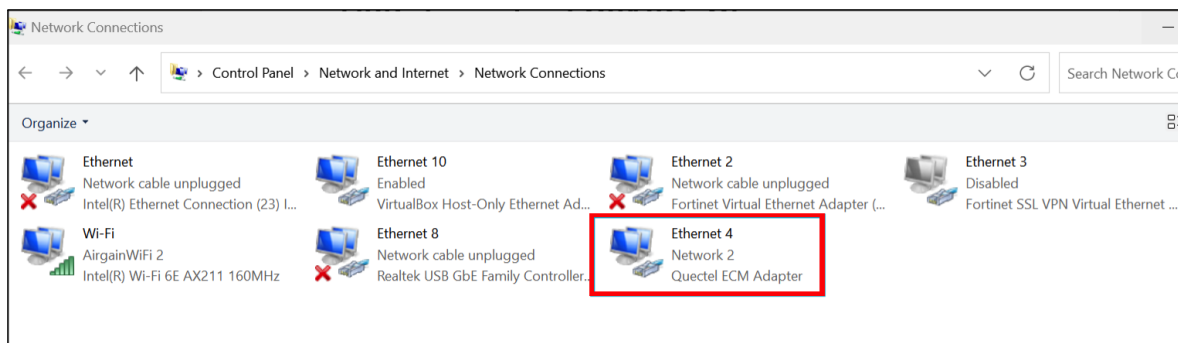 Network Connections
Control Panel > Network and Internet > Network Connections
Search Network
Organize
Ethernet
Network cable unplugged
Intel(R) Ethernet Connection (23) I...
Ethernet 10
Enabled
VirtualBox Host-Only Ethernet Ad...
Ethernet 2
Network cable unplugged
Fortinet Virtual Ethernet Adapter (...
Ethernet 3
Disabled
Fortinet SSL VPN Virtual Ethernet ...
Wi-Fi
AirgainWiFi 2
Intel(R) Wi-Fi 6E AX211 160MHz
Ethernet 8
Network cable unplugged
Realtek USB GbE Family Controller...
Ethernet 4
Network 2
Quectel ECM Adapter